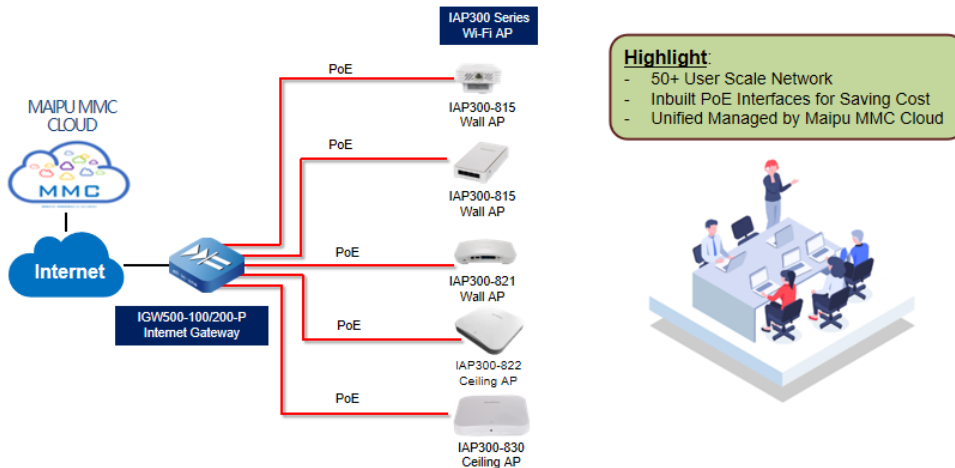 IAP300 Series
Wi-Fi AP
PoE
IAP300-815
Wall AP
PoE
IAP300-815
Wall AP
PoE
IAP300-821
Wall AP
PoE
IAP300-822
Ceiling AP
PoE
IAP300-830
Ceiling AP
MAIPU MMC
CLOUD
MMC
Internet
IGW500-100/200-P
Internet Gateway
Highlight:
- 50+ User Scale Network
- Inbuilt PoE Interfaces for Saving Cost
- Unified Managed by Maipu MMC Cloud